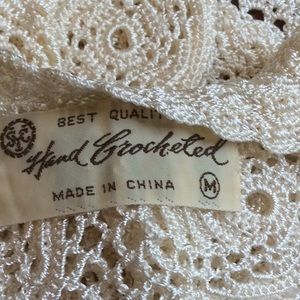 BEST QUALITY
Hand Crocheted
MADE IN CHINA M